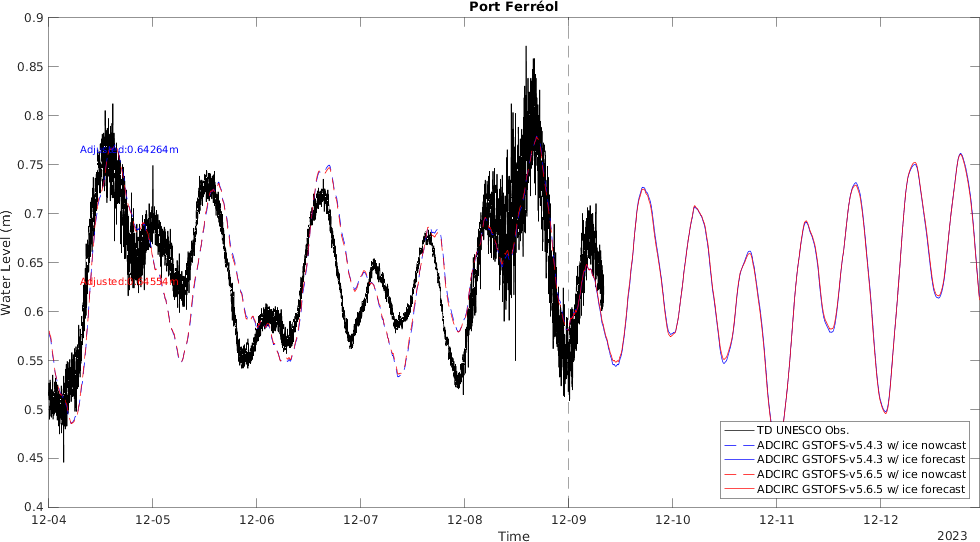 Port Ferréol
0.9
0.85
0.8
0.75
0.7
0.65
0.6
0.55
0.5
0.45
0.4
Water Level (m)
Adjusted:0.64264m
Adjusted:0.64554m
TD UNESCO Obs.
ADCIRC GSTOFS-v5.4.3 w/ ice nowcast
ADCIRC GSTOFS-v5.4.3 w/ ice forecast
ADCIRC GSTOFS-v5.6.5 w/ ice nowcast
ADCIRC GSTOFS-v5.6.5 w/ ice forecast
12-04 12-05 12-06 12-07 12-08 12-09 12-10 12-11 12-12
Time
2023